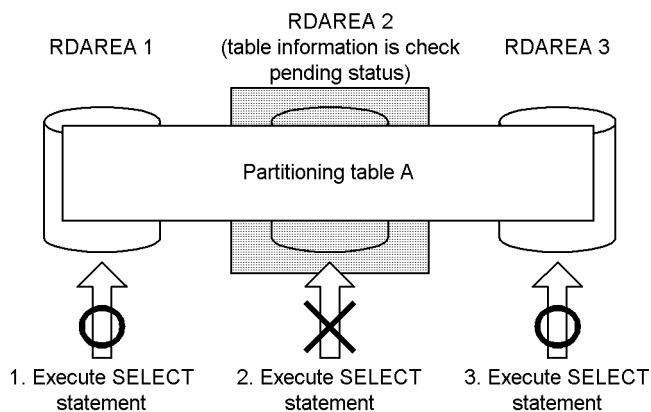 RDAREA 1
RDAREA 2
(table information is check
pending status)
RDAREA 3
Partitioning table A
1. Execute SELECT
statement
2. Execute SELECT
statement
3. Execute SELECT
statement